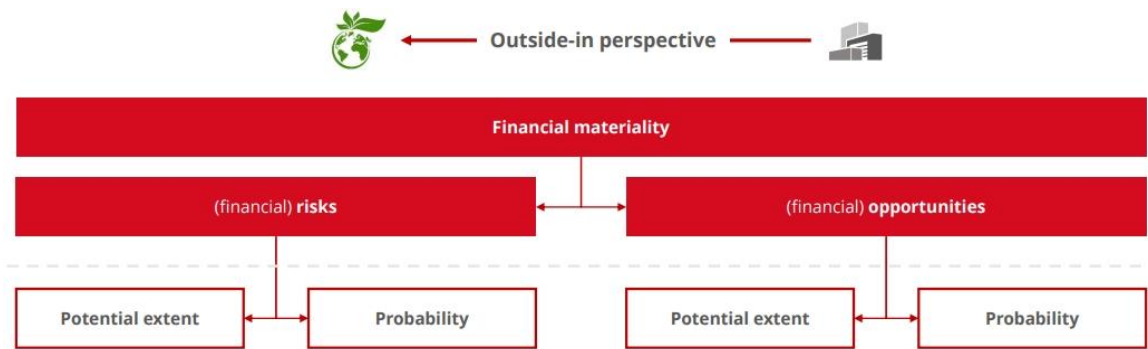 Outside-in perspective
Financial materiality
(financial) risks
(financial) opportunities
Potential extent
Probability
Potential extent
Probability